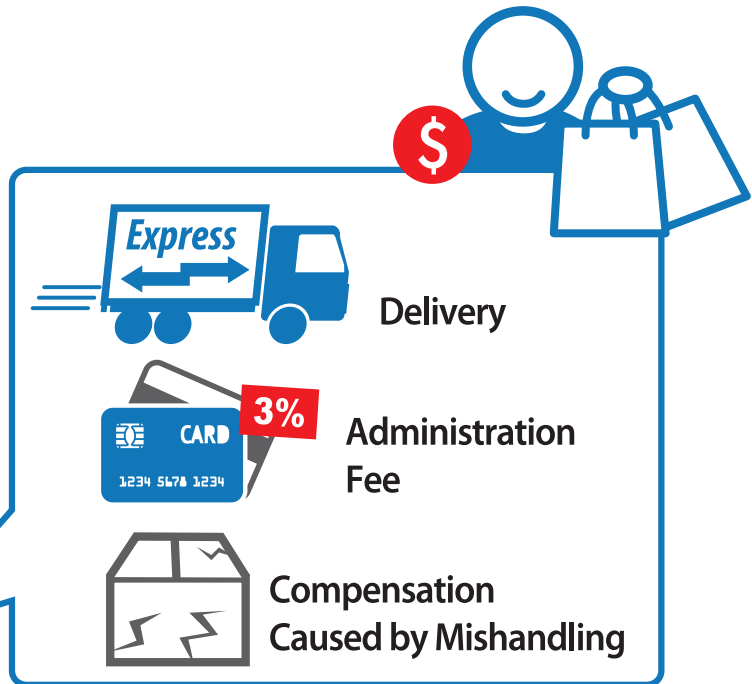 $
Express
Delivery
3%
CARD
1234 5678 1234
Administration
Fee
Compensation
Caused by Mishandling